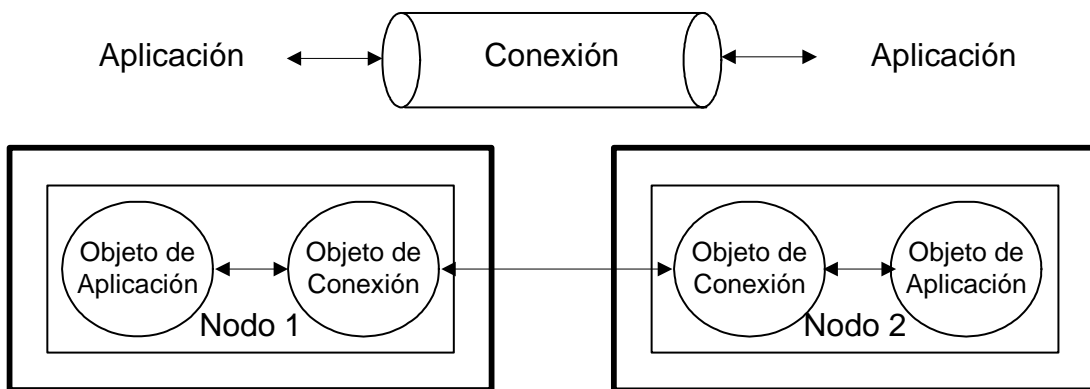 Aplicación
Conexión
Aplicación
Objeto de
Aplicación
Objeto de
Conexión
Nodo 1
Objeto de
Conexión
Objeto de
Aplicación
Nodo 2